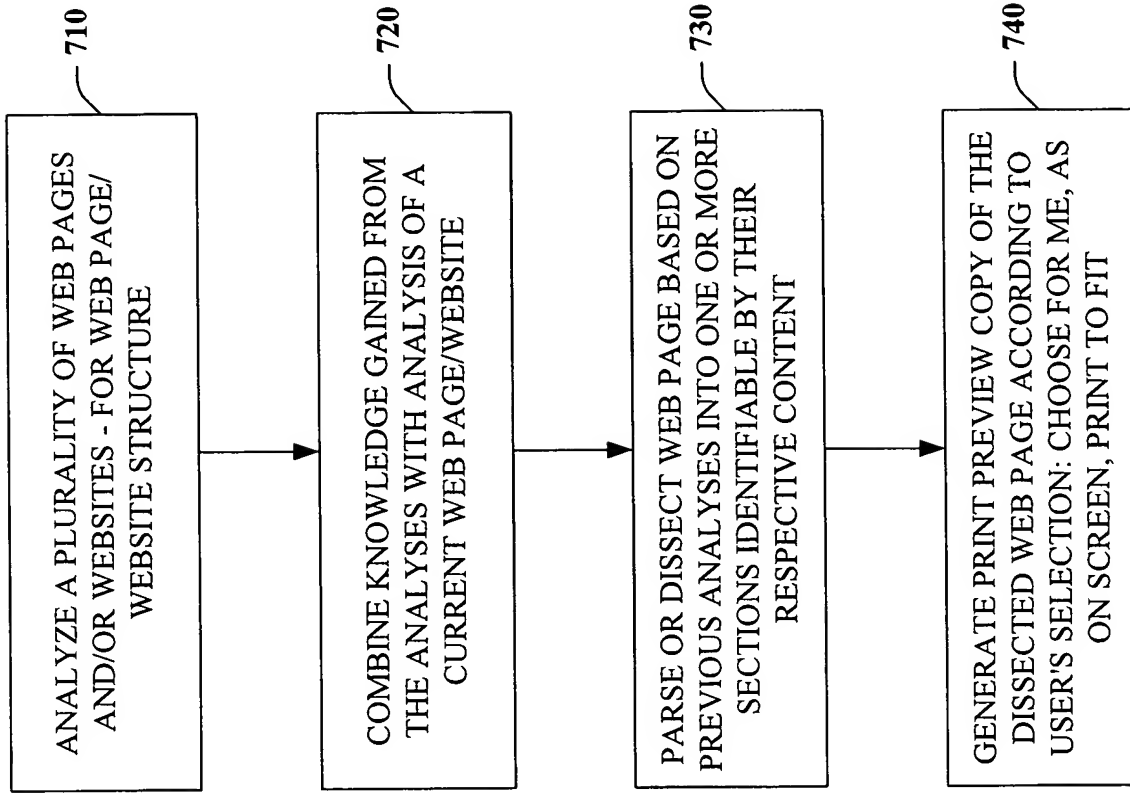 ANALYZE A PLURALITY OF WEB PAGES
AND/OR WEBSITES - FOR WEB PAGE/
WEBSITE STRUCTURE
710
COMBINE KNOWLEDGE GAINED FROM
THE ANALYSES WITH ANALYSIS OF A
CURRENT WEB PAGE/WEBSITE
720
PARSE OR DISSECT WEB PAGE BASED ON
PREVIOUS ANALYSES INTO ONE OR MORE
SECTIONS IDENTIFIABLE BY THEIR
RESPECTIVE CONTENT
730
GENERATE PRINT PREVIEW COPY OF THE
DISSECTED WEB PAGE ACCORDING TO
USER'S SELECTION: CHOOSE FOR ME, AS
ON SCREEN, PRINT TO FIT
740